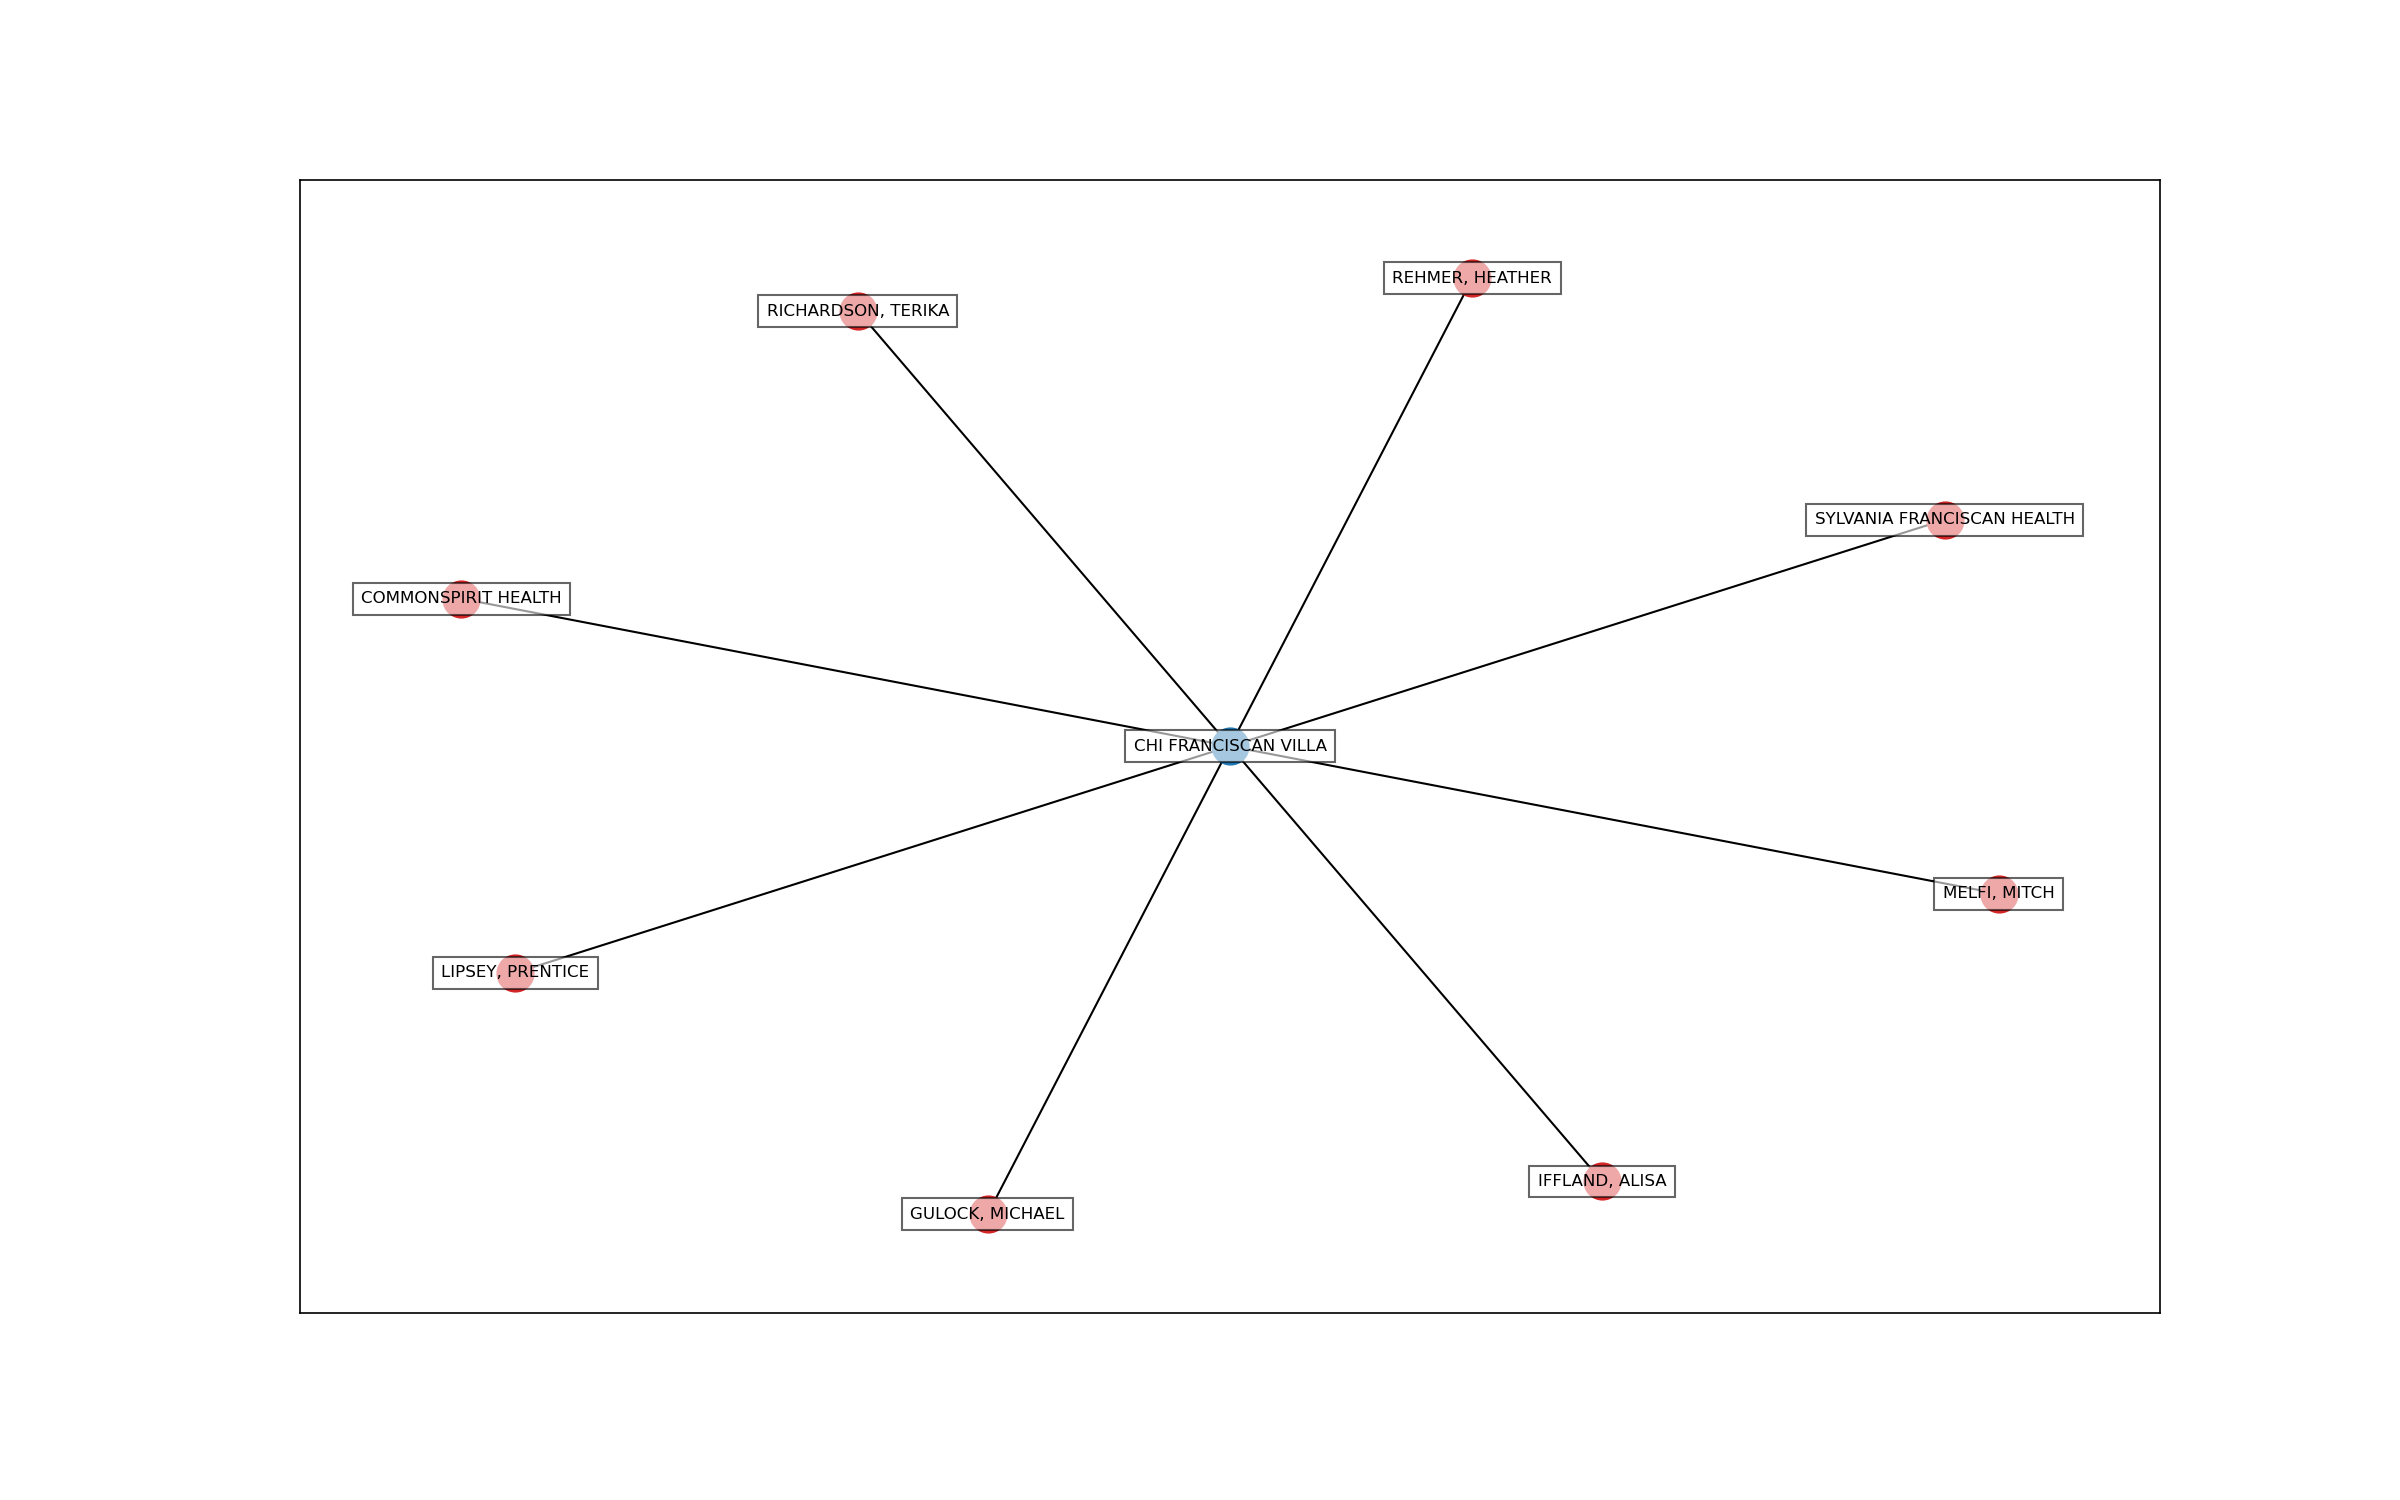 REHMER, HEATHER
RICHARDSON, TERIKA
SYLVANIA FRANCISCAN HEALTH
COMMONSPIRIT HEALTH
CHI FRANCISCAN VILLA
MELFI, MITCH
LIPSEY, PRENTICE
IFFLAND, ALISA
GULOCK, MICHAEL